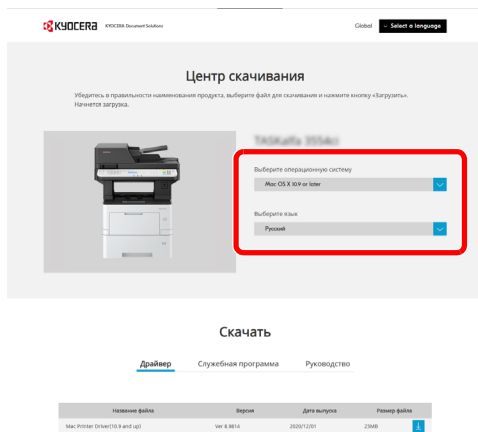 KYOCERA KYOCERA Document Solutions Global Select a language
Центр скачивания
Убедитесь в правильности наименования продукта, выберите файл для скачивания и нажмите кнопку «Загрузить».
Начнется загрузка.
Выберите операционную систему
Mac OS X 10.9 or later
Выберите язык
Русский
Скачать
Драйвер Служебная программа Руководство
Название файла Версия Дата выпуска Размер файла
Mac Printer Driver(10.9 and up) Ver 8.9814 2020/12/01 23MB